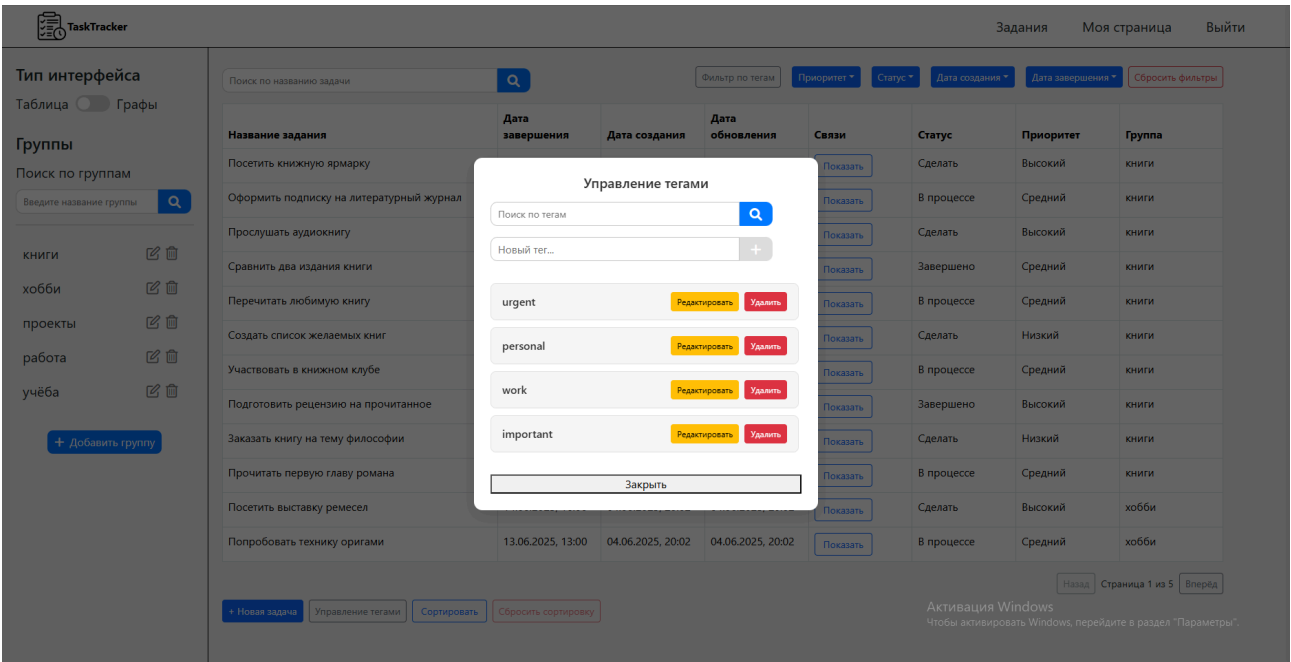 TaskTracker
Задания Моя страница Выйти
Тип интерфейса
Таблица Графы
Группы
Поиск по группам
Введите название группы
книги
хобби
проекты
работа
учёба
+ Добавить группу
Поиск по названию задачи
Фильтр по тегам Приоритет Статус Дата создания Дата завершения Сбросить фильтры
Название задания Дата завершения Дата создания Дата обновления Связи Статус Приоритет Группа
Посетить книжную ярмарку Показать Сделать Высокий книги
Оформить подписку на литературный журнал Показать В процессе Средний книги
Прослушать аудиокнигу Показать Сделать Высокий книги
Сравнить два издания книги Показать Завершено Средний книги
Перечитать любимую книгу Показать В процессе Средний книги
Создать список желаемых книг Показать Сделать Низкий книги
Участвовать в книжном клубе Показать В процессе Средний книги
Подготовить рецензию на прочитанное Показать Завершено Высокий книги
Заказать книгу на тему философии Показать Сделать Низкий книги
Прочитать первую главу романа Показать В процессе Средний книги
Посетить выставку ремесел Показать Сделать Высокий хобби
Попробовать технику оригами 13.06.2025, 13:00 04.06.2025, 20:02 04.06.2025, 20:02 Показать В процессе Средний хобби
Управление тегами
Поиск по тегам
Новый тег...
urgent Редактировать Удалить
personal Редактировать Удалить
work Редактировать Удалить
important Редактировать Удалить
Закрыть
Назад Страница 1 из 5 Вперёд
+ Новая задача Управление тегами Сортировать Сбросить сортировку
Активация Windows
Чтобы активировать Windows, перейдите в раздел "Параметры".